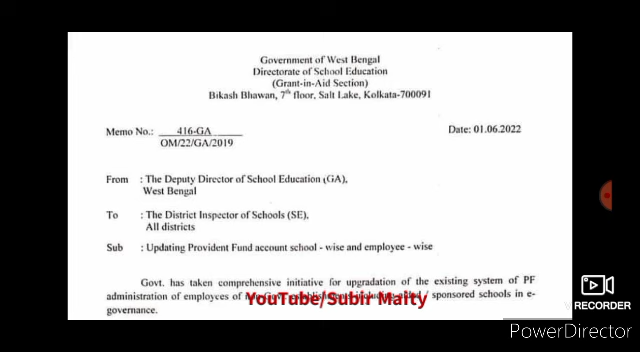 Government of West Bengal
Directorate of School Education
(Grant-in-Aid Section)
Bikash Bhawan, 7th floor, Salt Lake, Kolkata-700091
Memo No.: 416-GA Date: 01.06.2022
OM/22/GA/2019
From : The Deputy Director of School Education (GA),
West Bengal
To : The District Inspector of Schools (SE),
All districts
Sub : Updating Provident Fund account school - wise and employee - wise
Govt. has taken comprehensive initiative for upgradation of the existing system of PF
administration of employees of / sponsored schools in e-
governance.
YouTube/Subir Maity
RECORDER
PowerDirector